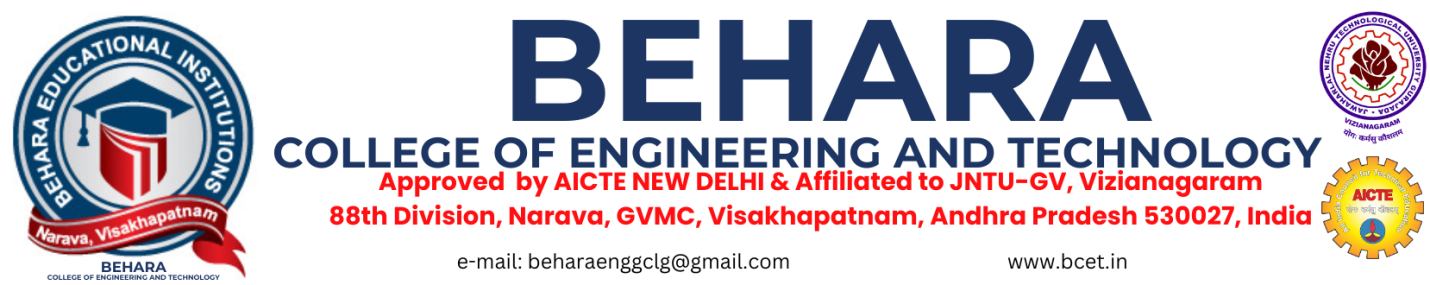 BEHARA EDUCATIONAL INSTITUTIONS
Narava, Visakhapatnam
BEHARA
COLLEGE OF ENGINEERING AND TECHNOLOGY
BEHARA
COLLEGE OF ENGINEERING AND TECHNOLOGY
Approved by AICTE NEW DELHI & Affiliated to JNTU-GV, Vizianagaram
88th Division, Narava, GVMC, Visakhapatnam, Andhra Pradesh 530027, India
e-mail: beharaenggclg@gmail.com
www.bcet.in
JAWAHARLAL NEHRU TECHNOLOGICAL UNIVERSITY GURAJADA
VIZIANAGARAM
योगः कर्मसु कौशलम्
AICTE